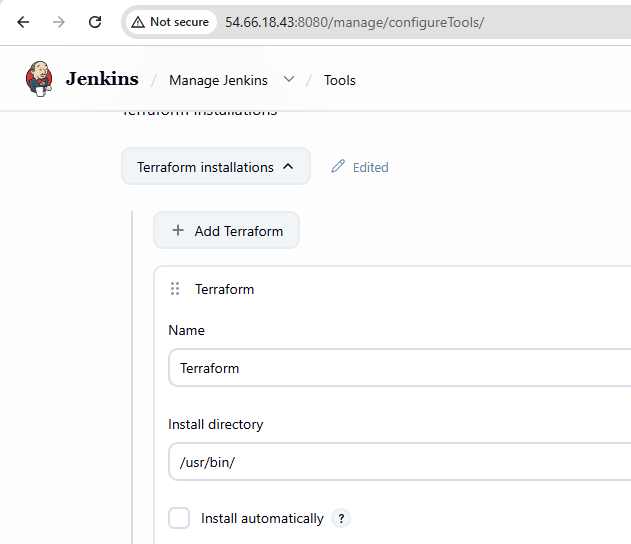 Not secure 54.66.18.43:8080/manage/configureTools/
Jenkins / Manage Jenkins / Tools
Terraform installations
Terraform installations Edited
+ Add Terraform
Terraform
Name
Terraform
Install directory
/usr/bin/
Install automatically ?